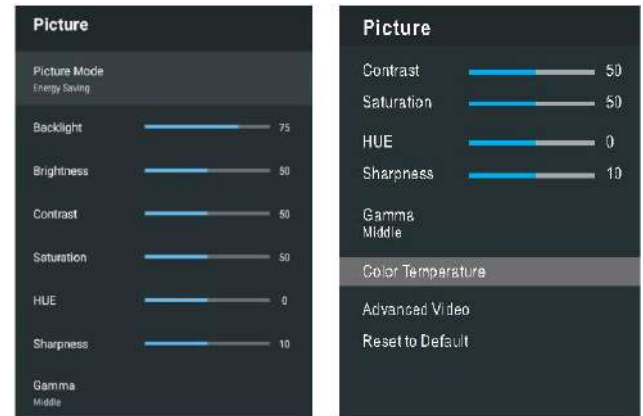 Picture
Picture Mode
Energy Saving
Backlight 75
Brightness 50
Contrast 50
Saturation 50
HUE 0
Sharpness 10
Gamma
Middle
Picture
Contrast 50
Saturation 50
HUE 0
Sharpness 10
Gamma
Middle
Color Temperature
Advanced Video
Reset to Default